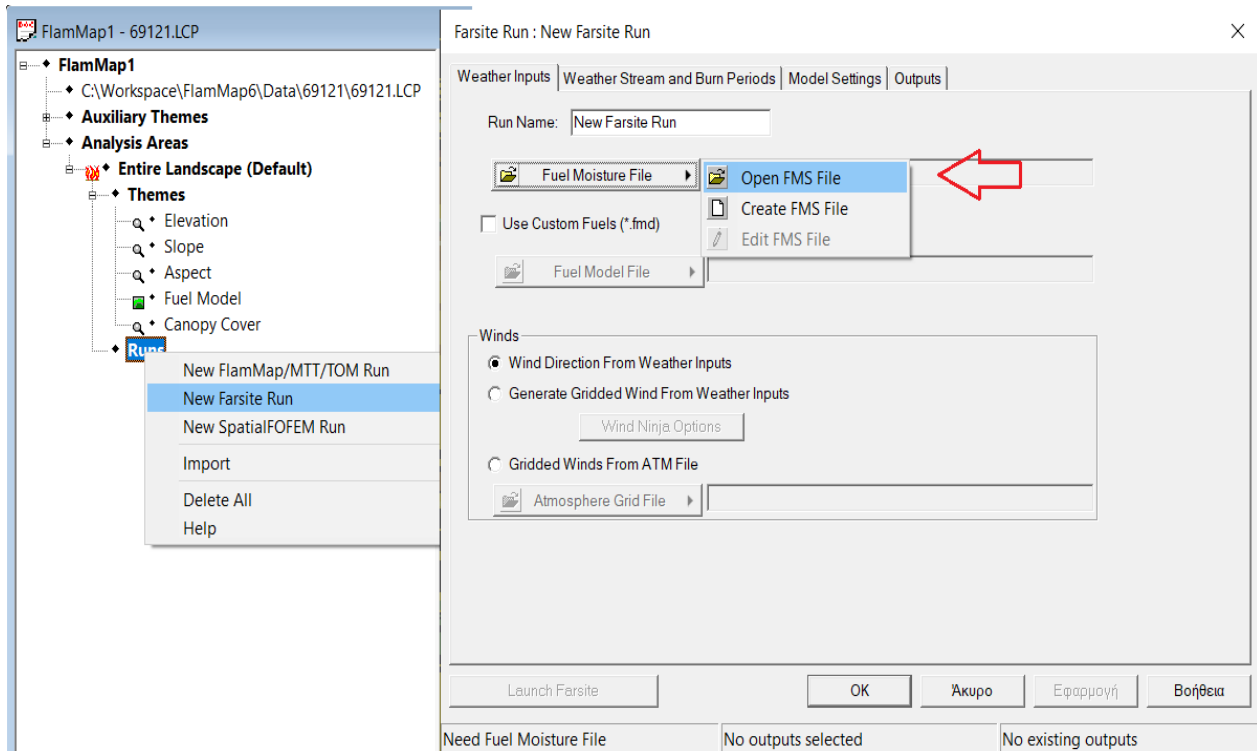 FlamMap1 - 69121.LCP
FlamMap1
C:\Workspace\FlamMap6\Data\69121\69121.LCP
Auxiliary Themes
Analysis Areas
Entire Landscape (Default)
Themes
Elevation
Slope
Aspect
Fuel Model
Canopy Cover
Runs
New FlamMap/MTT/TOM Run
New Farsite Run
New SpatialFOFEM Run
Import
Delete All
Help
Farsite Run : New Farsite Run
Weather Inputs
Weather Stream and Burn Periods
Model Settings
Outputs
Run Name: New Farsite Run
Fuel Moisture File
Open FMS File
Create FMS File
Edit FMS File
Use Custom Fuels (*.fmd)
Fuel Model File
Winds
Wind Direction From Weather Inputs
Generate Gridded Wind From Weather Inputs
Wind Ninja Options
Gridded Winds From ATM File
Atmosphere Grid File
Launch Farsite
OK
Άκυρο
Εφαρμογή
Βοήθεια
Need Fuel Moisture File
No outputs selected
No existing outputs